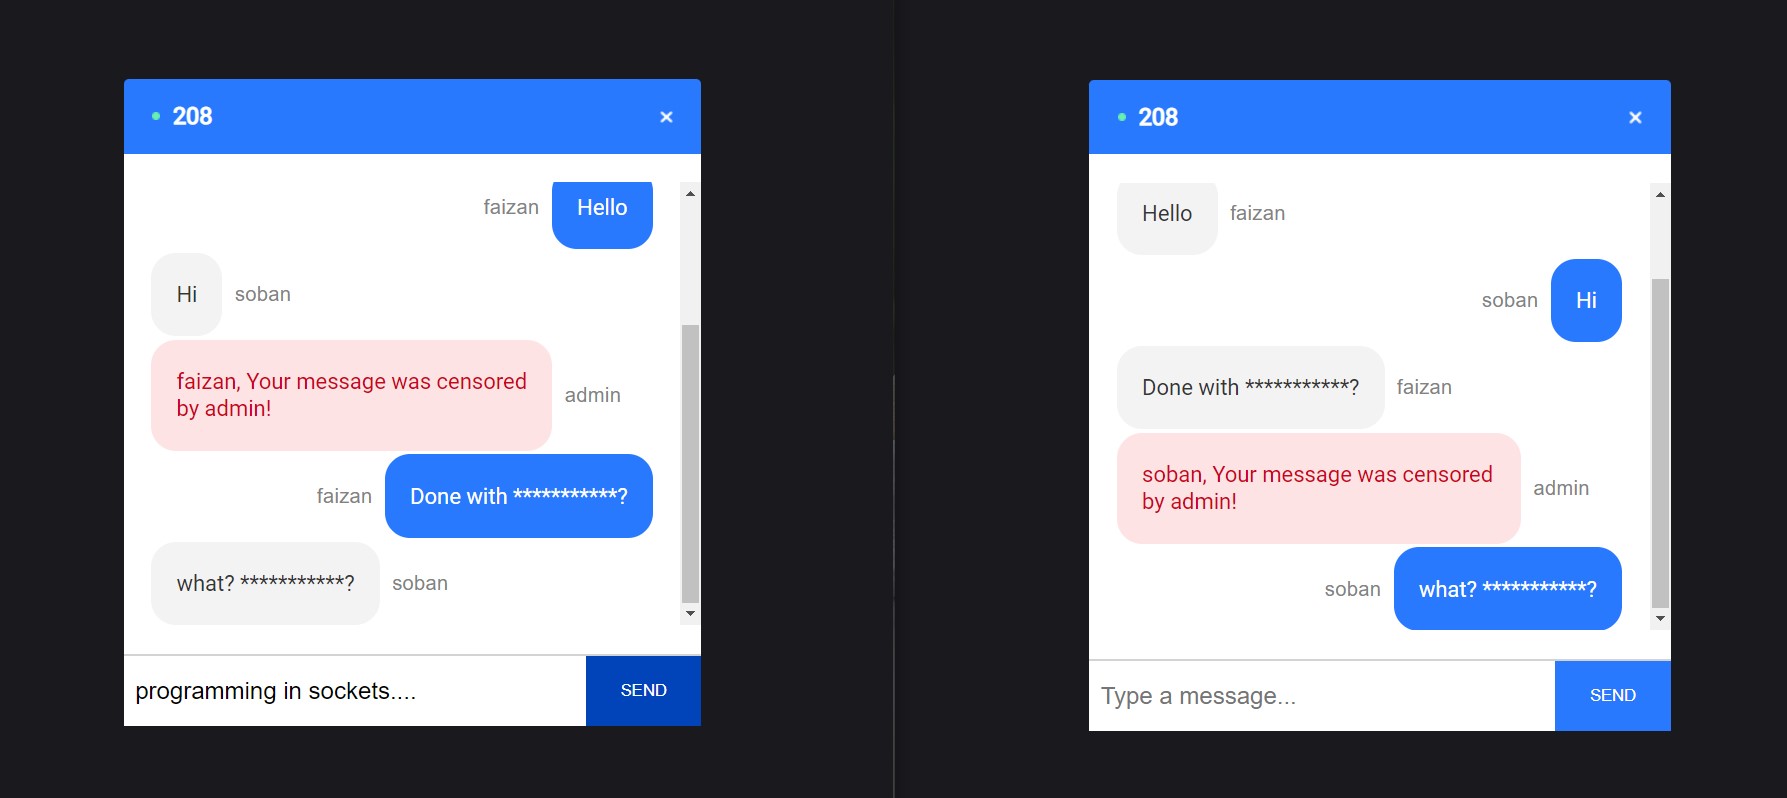 208
×
faizan
Hello
Hi
soban
faizan, Your message was censored
by admin!
admin
faizan
Done with ***********?
what? ***********?
soban
programming in sockets....
SEND
208
×
Hello
faizan
soban
Hi
Done with ***********?
faizan
soban, Your message was censored
by admin!
admin
soban
what? ***********?
Type a message...
SEND